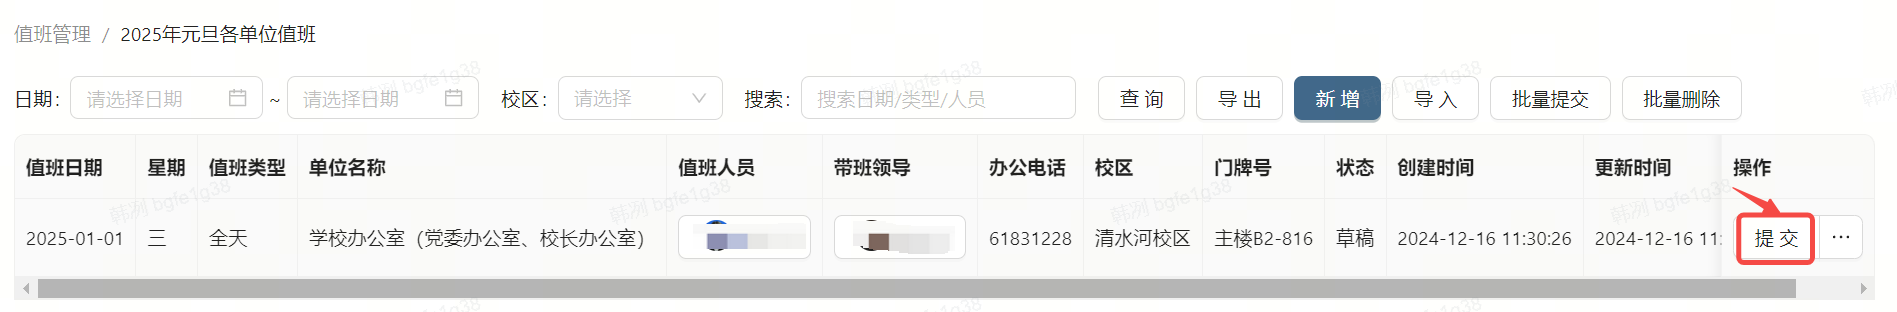 值班管理 / 2025年元旦各单位值班
日期: 请选择日期 ~ 请选择日期 校区: 请选择 搜索: 搜索日期/类型/人员 查 询 导 出 新 增 导 入 批量提交 批量删除
值班日期 星期 值班类型 单位名称 值班人员 带班领导 办公电话 校区 门牌号 状态 创建时间 更新时间 操作
2025-01-01 三 全天 学校办公室（党委办公室、校长办公室） 61831228 清水河校区 主楼B2-816 草稿 2024-12-16 11:30:26 2024-12-16 11: 提 交 ...
韩洌 bgfe1g38